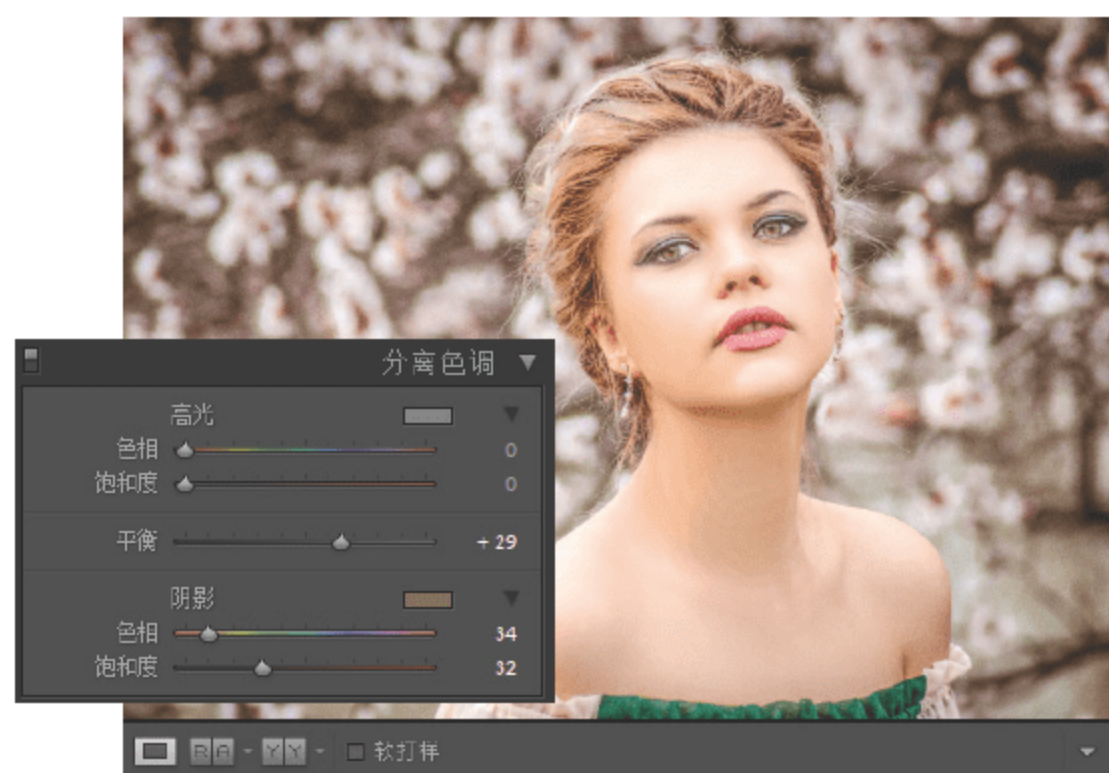 分离色调
高光
色相 0
饱和度 0
平衡 + 29
阴影
色相 34
饱和度 32
R A Y Y 软打样